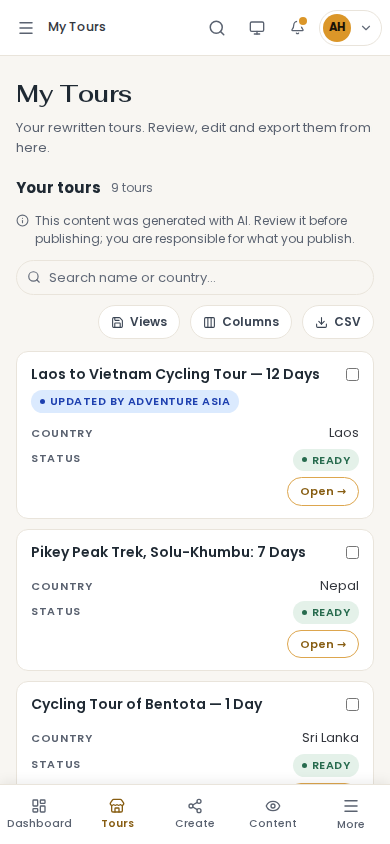 My Tours
AH
My Tours
Your rewritten tours. Review, edit and export them from
here.
Your tours 9 tours
This content was generated with AI. Review it before
publishing; you are responsible for what you publish.
Search name or country...
Views Columns CSV
Laos to Vietnam Cycling Tour — 12 Days
UPDATED BY ADVENTURE ASIA
COUNTRY Laos
STATUS READY
Open →
Pikey Peak Trek, Solu-Khumbu: 7 Days
COUNTRY Nepal
STATUS READY
Open →
Cycling Tour of Bentota — 1 Day
COUNTRY Sri Lanka
STATUS READY
Dashboard Tours Create Content More